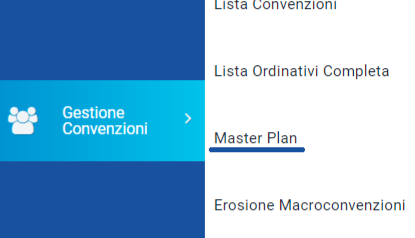 Lista Convenzioni
Lista Ordinativi Completa
Gestione
Convenzioni
Master Plan
Erosione Macroconvenzioni